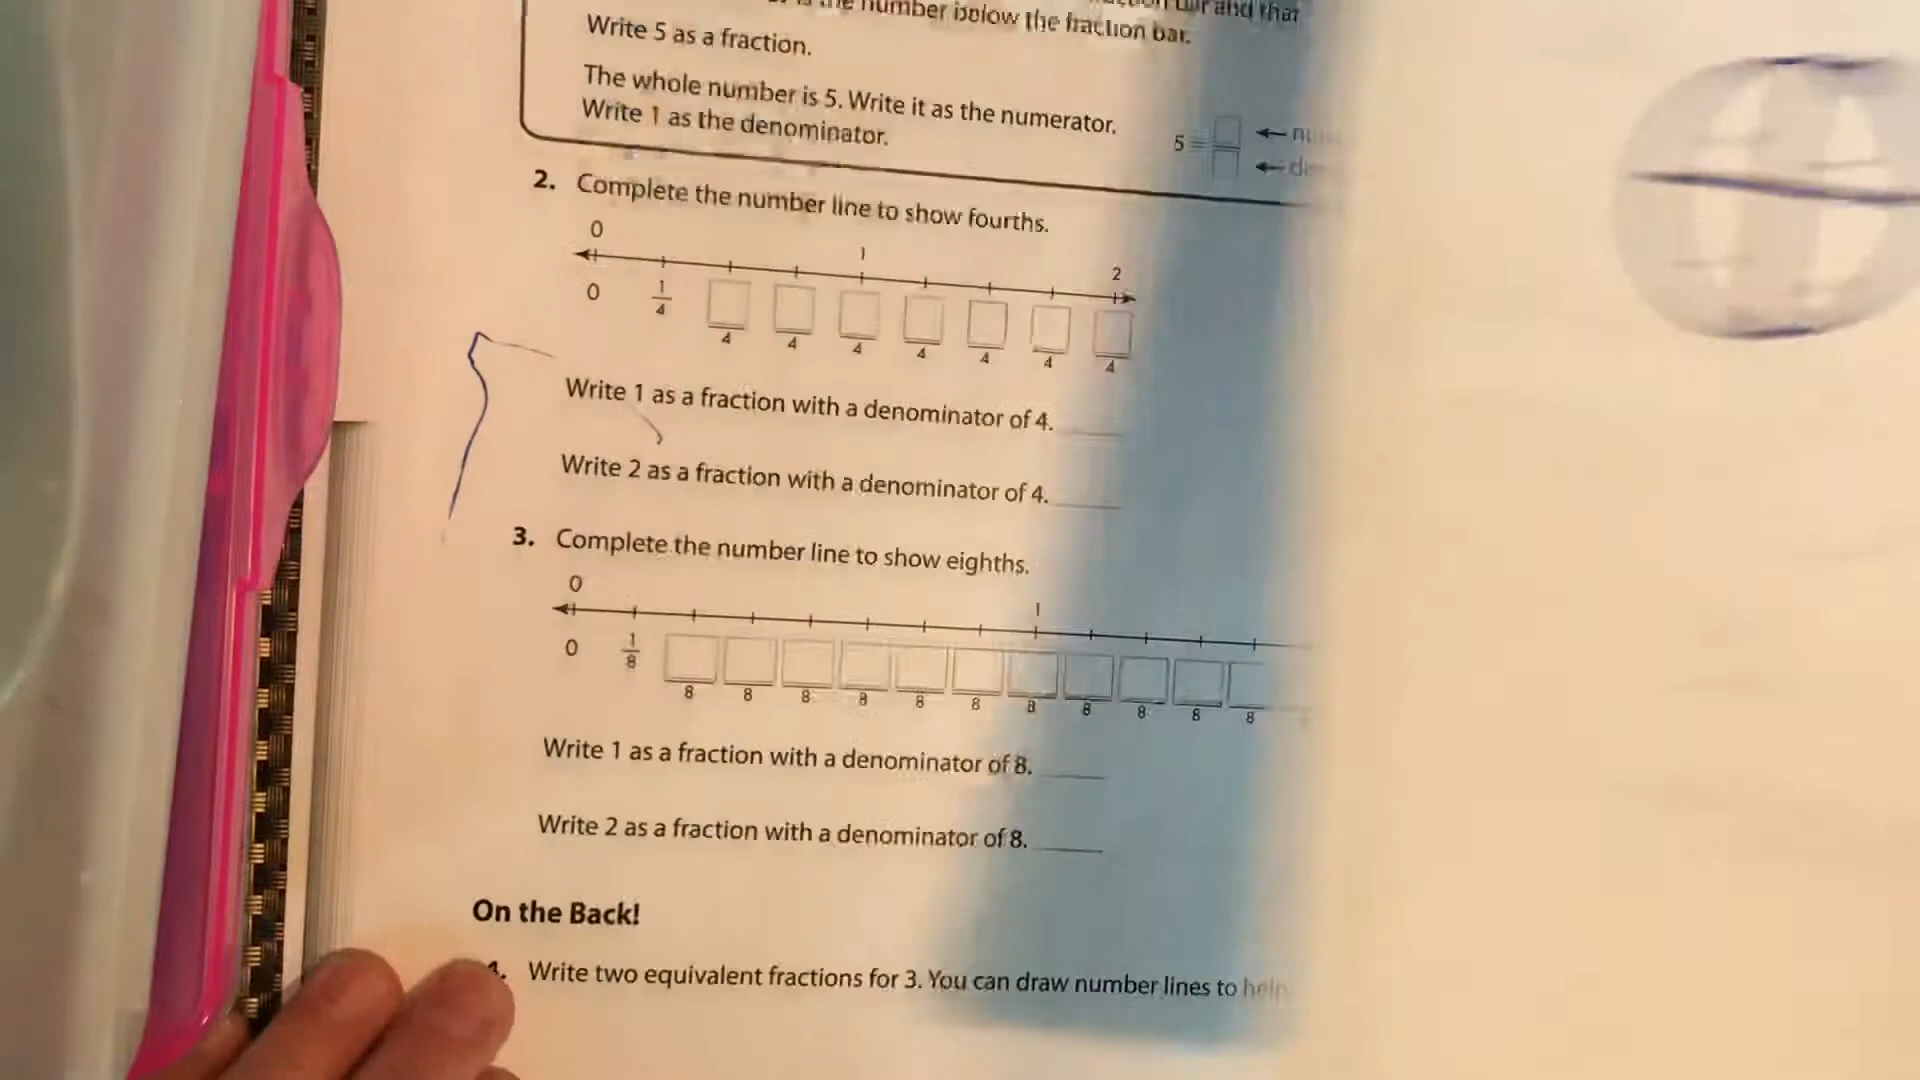 the number below the fraction bar.
and that
Write 5 as a fraction.
The whole number is 5. Write it as the numerator.
Write 1 as the denominator.
5 =
2. Complete the number line to show fourths.
0 1 2
0 1/4 4 4 4 4 4 4 4
Write 1 as a fraction with a denominator of 4.
Write 2 as a fraction with a denominator of 4.
3. Complete the number line to show eighths.
0 1
0 1/8 8 8 8 8 8 8 8 8 8 8 8
Write 1 as a fraction with a denominator of 8.
Write 2 as a fraction with a denominator of 8.
On the Back!
4. Write two equivalent fractions for 3. You can draw number lines to help